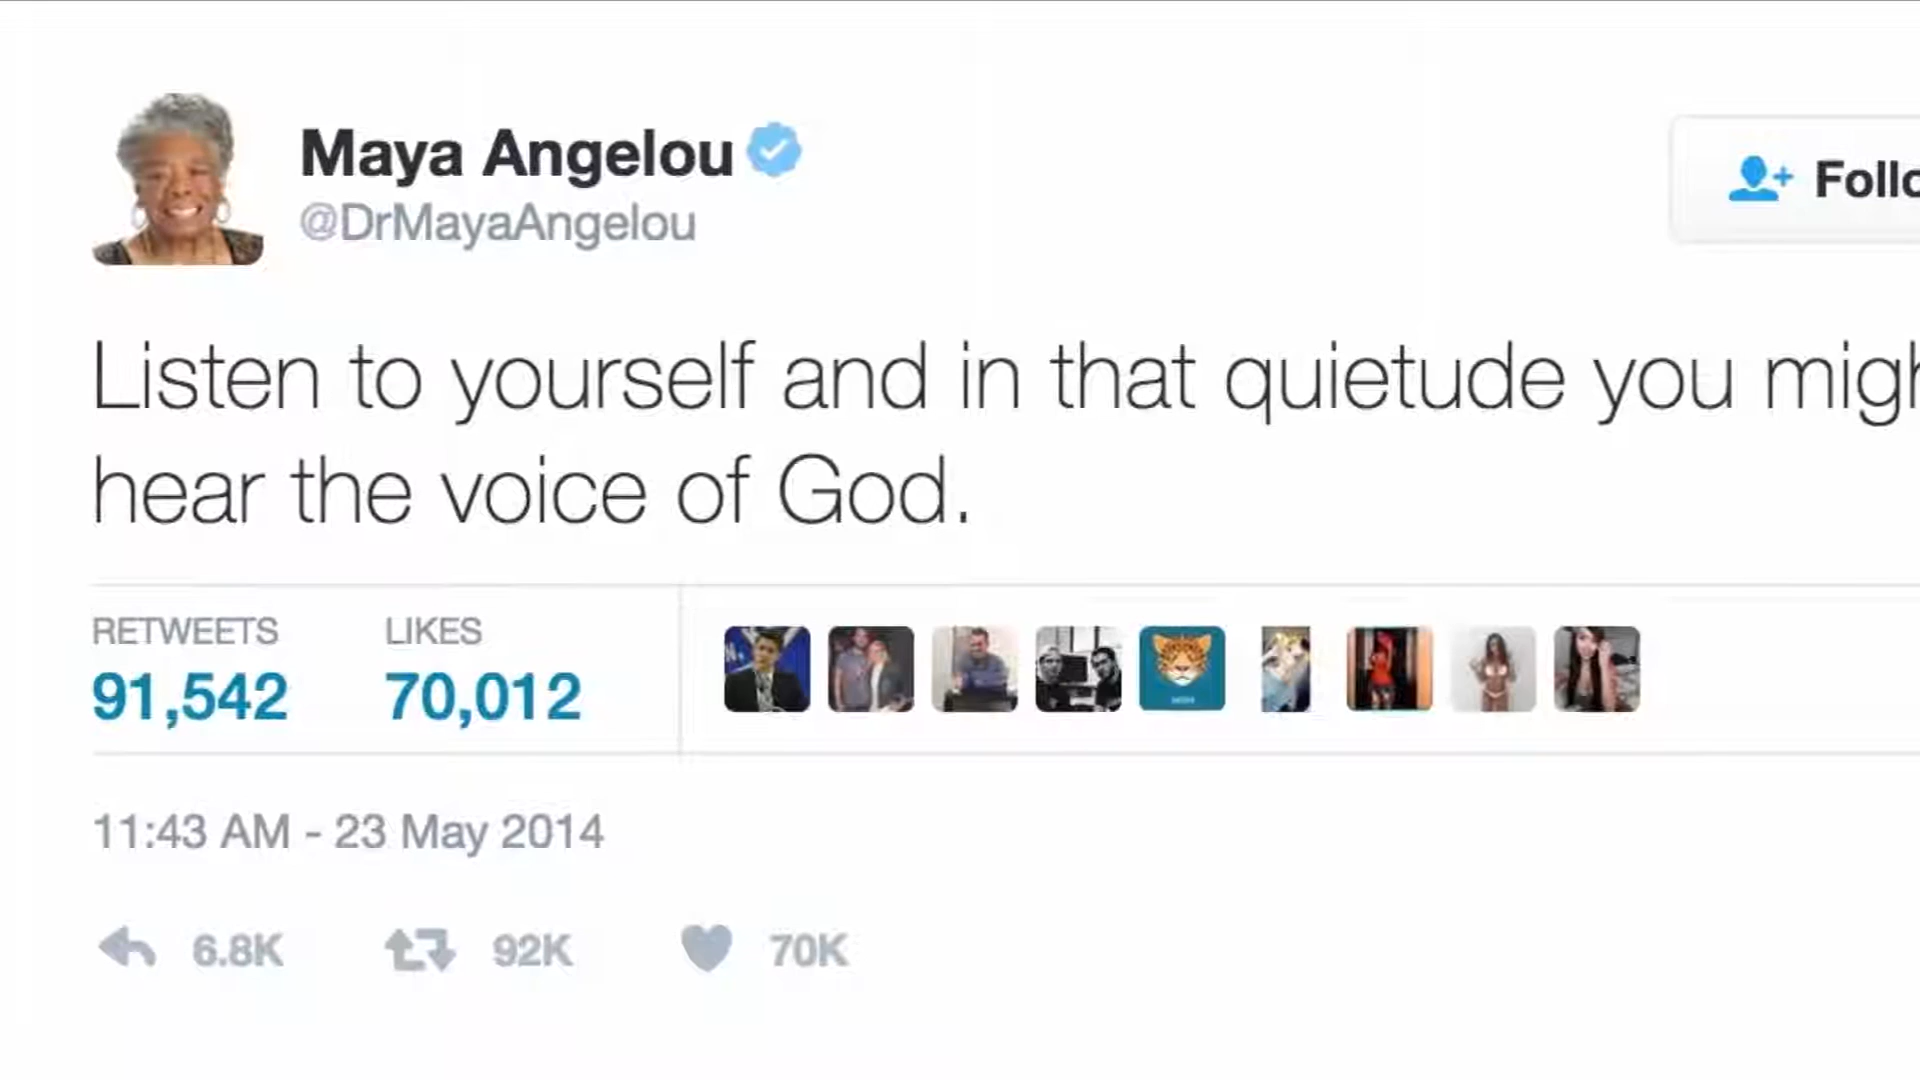 Maya Angelou
@DrMayaAngelou
Follo
Listen to yourself and in that quietude you migh
hear the voice of God.
RETWEETS LIKES
91,542 70,012
11:43 AM - 23 May 2014
6.8K 92K 70K